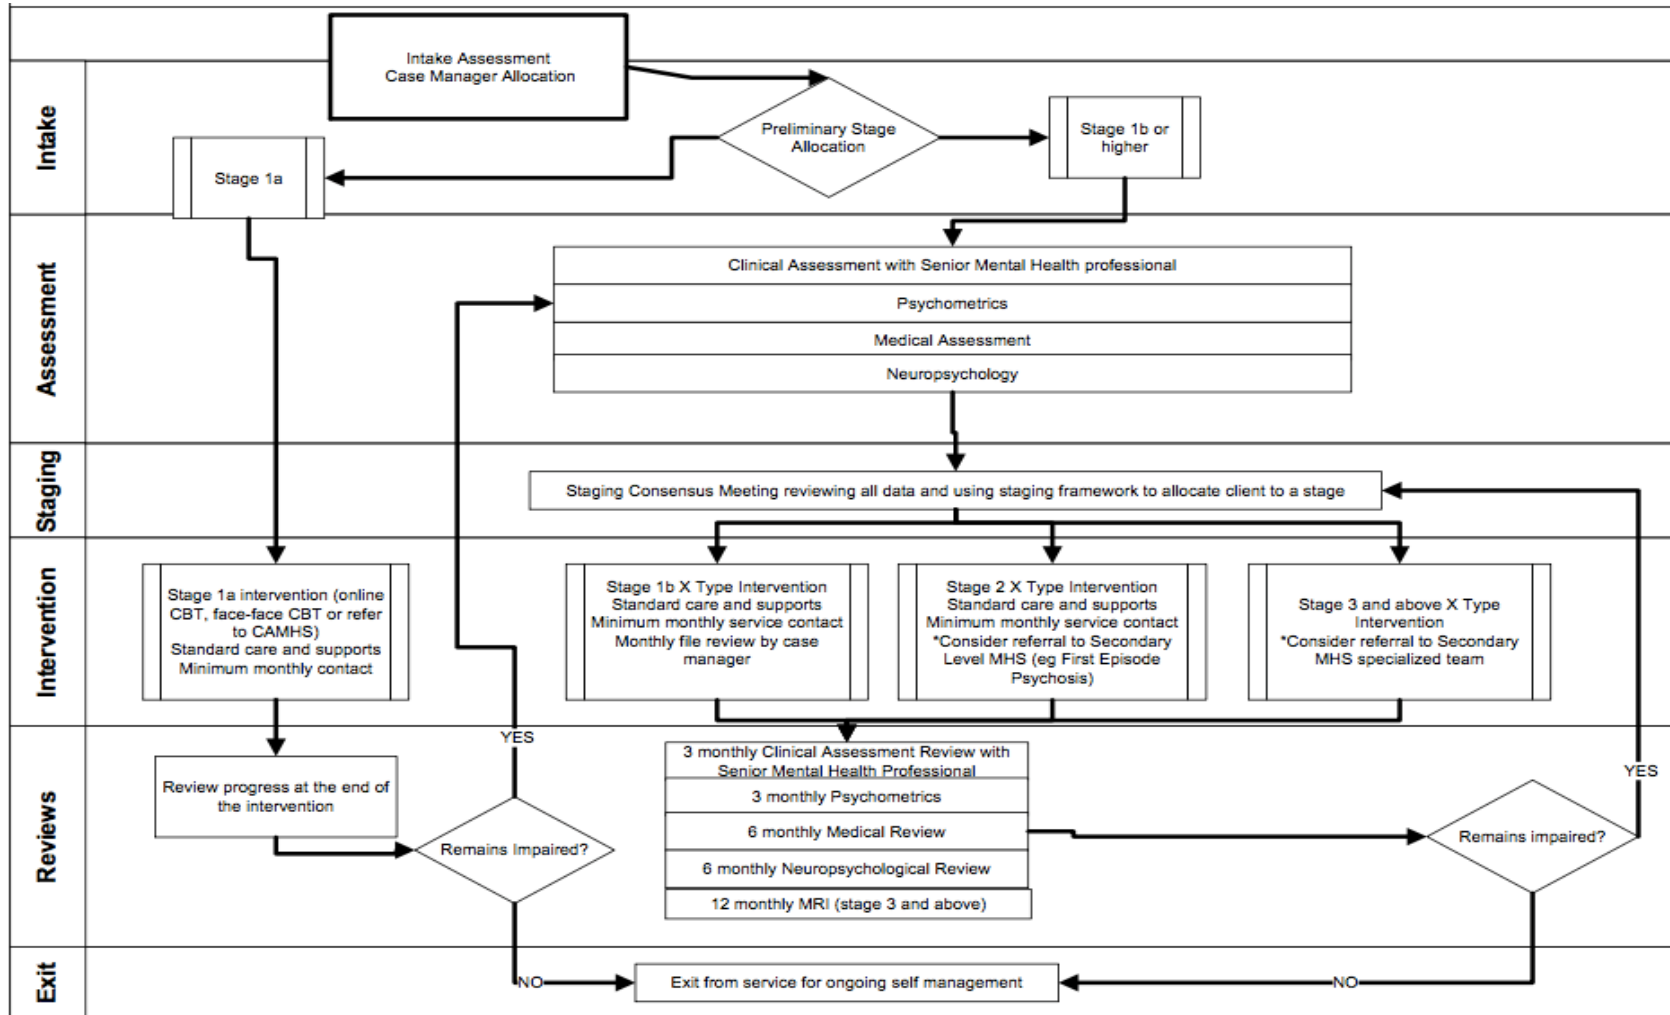 Intake Assessment
Case Manager Allocation
Intake
Preliminary Stage
Allocation
Stage 1b or
higher
Stage 1a
Assessment
Clinical Assessment with Senior Mental Health professional
Psychometrics
Medical Assessment
Neuropsychology
Staging
Staging Consensus Meeting reviewing all data and using staging framework to allocate client to a stage
Intervention
Stage 1a intervention (online
CBT, face-face CBT or refer
to CAMHS)
Standard care and supports
Minimum monthly contact
Stage 1b X Type Intervention
Standard care and supports
Minimum monthly service contact
Monthly file review by case
manager
Stage 2 X Type Intervention
Standard care and supports
Minimum monthly service contact
*Consider referral to Secondary
Level MHS (eg First Episode
Psychosis)
Stage 3 and above X Type
Intervention
*Consider referral to Secondary
MHS specialized team
Reviews
Review progress at the end of
the intervention
YES
Remains Impaired?
3 monthly Clinical Assessment Review with
Senior Mental Health Professional
3 monthly Psychometrics
6 monthly Medical Review
6 monthly Neuropsychological Review
12 monthly MRI (stage 3 and above)
YES
Remains impaired?
Exit
NO
Exit from service for ongoing self management
NO